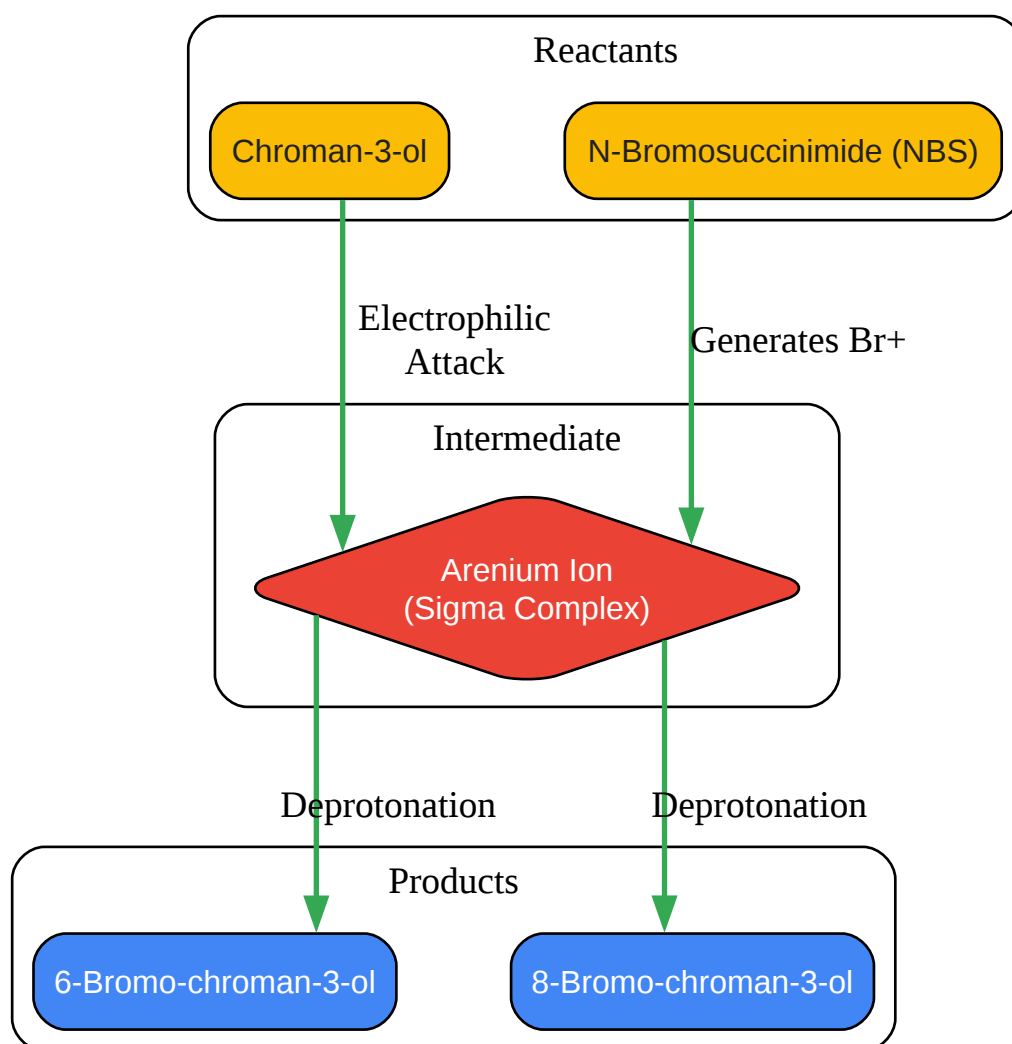 Reactants
Chroman-3-ol
N-Bromosuccinimide (NBS)
Electrophilic
Attack
Generates Br+
Intermediate
Arenium Ion
(Sigma Complex)
Deprotonation
Deprotonation
Products
6-Bromo-chroman-3-ol
8-Bromo-chroman-3-ol